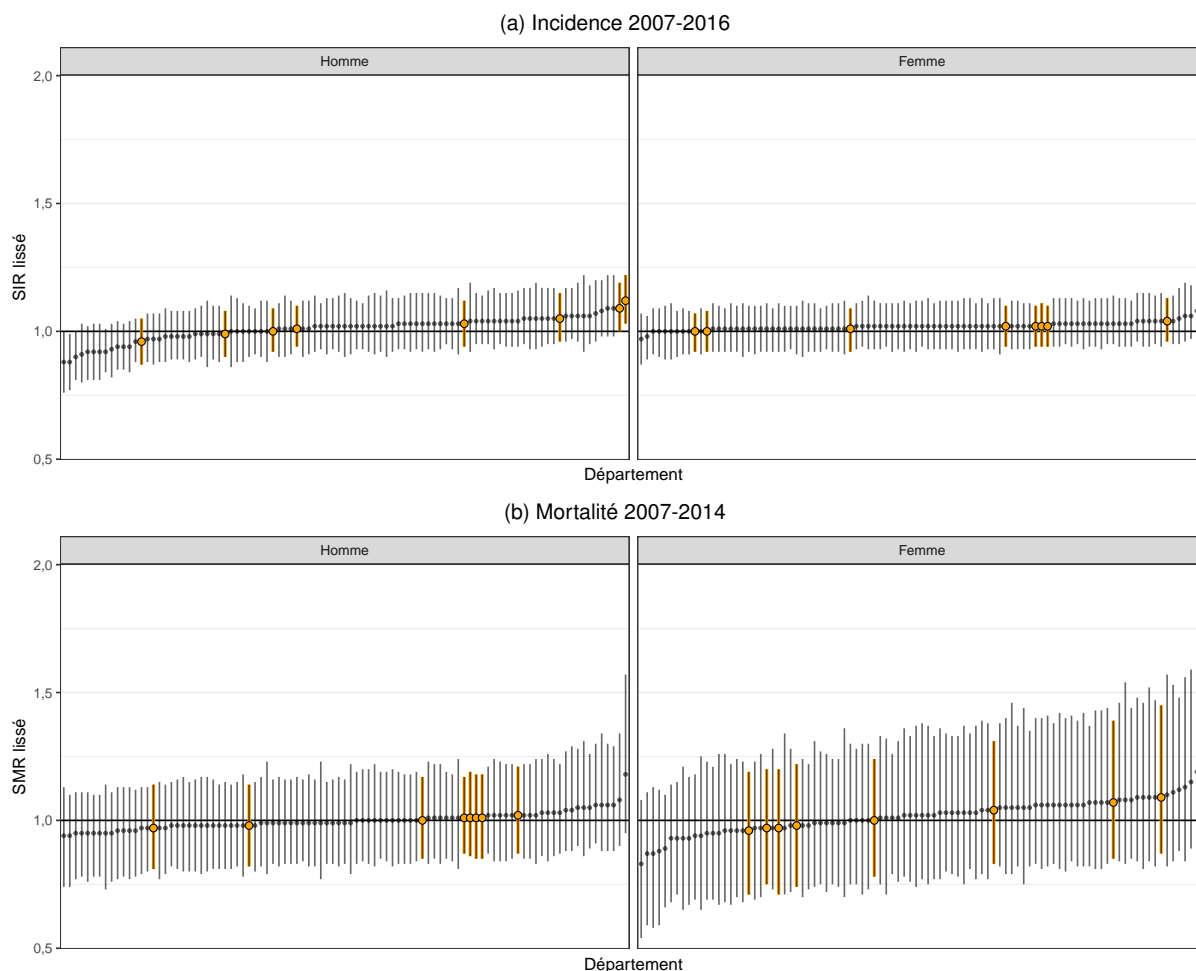 (a) Incidence 2007-2016
Homme
Femme
SIR lissé
2,0
1,5
1,0
0,5
Département
(b) Mortalité 2007-2014
Homme
Femme
SMR lissé
2,0
1,5
1,0
0,5
Département